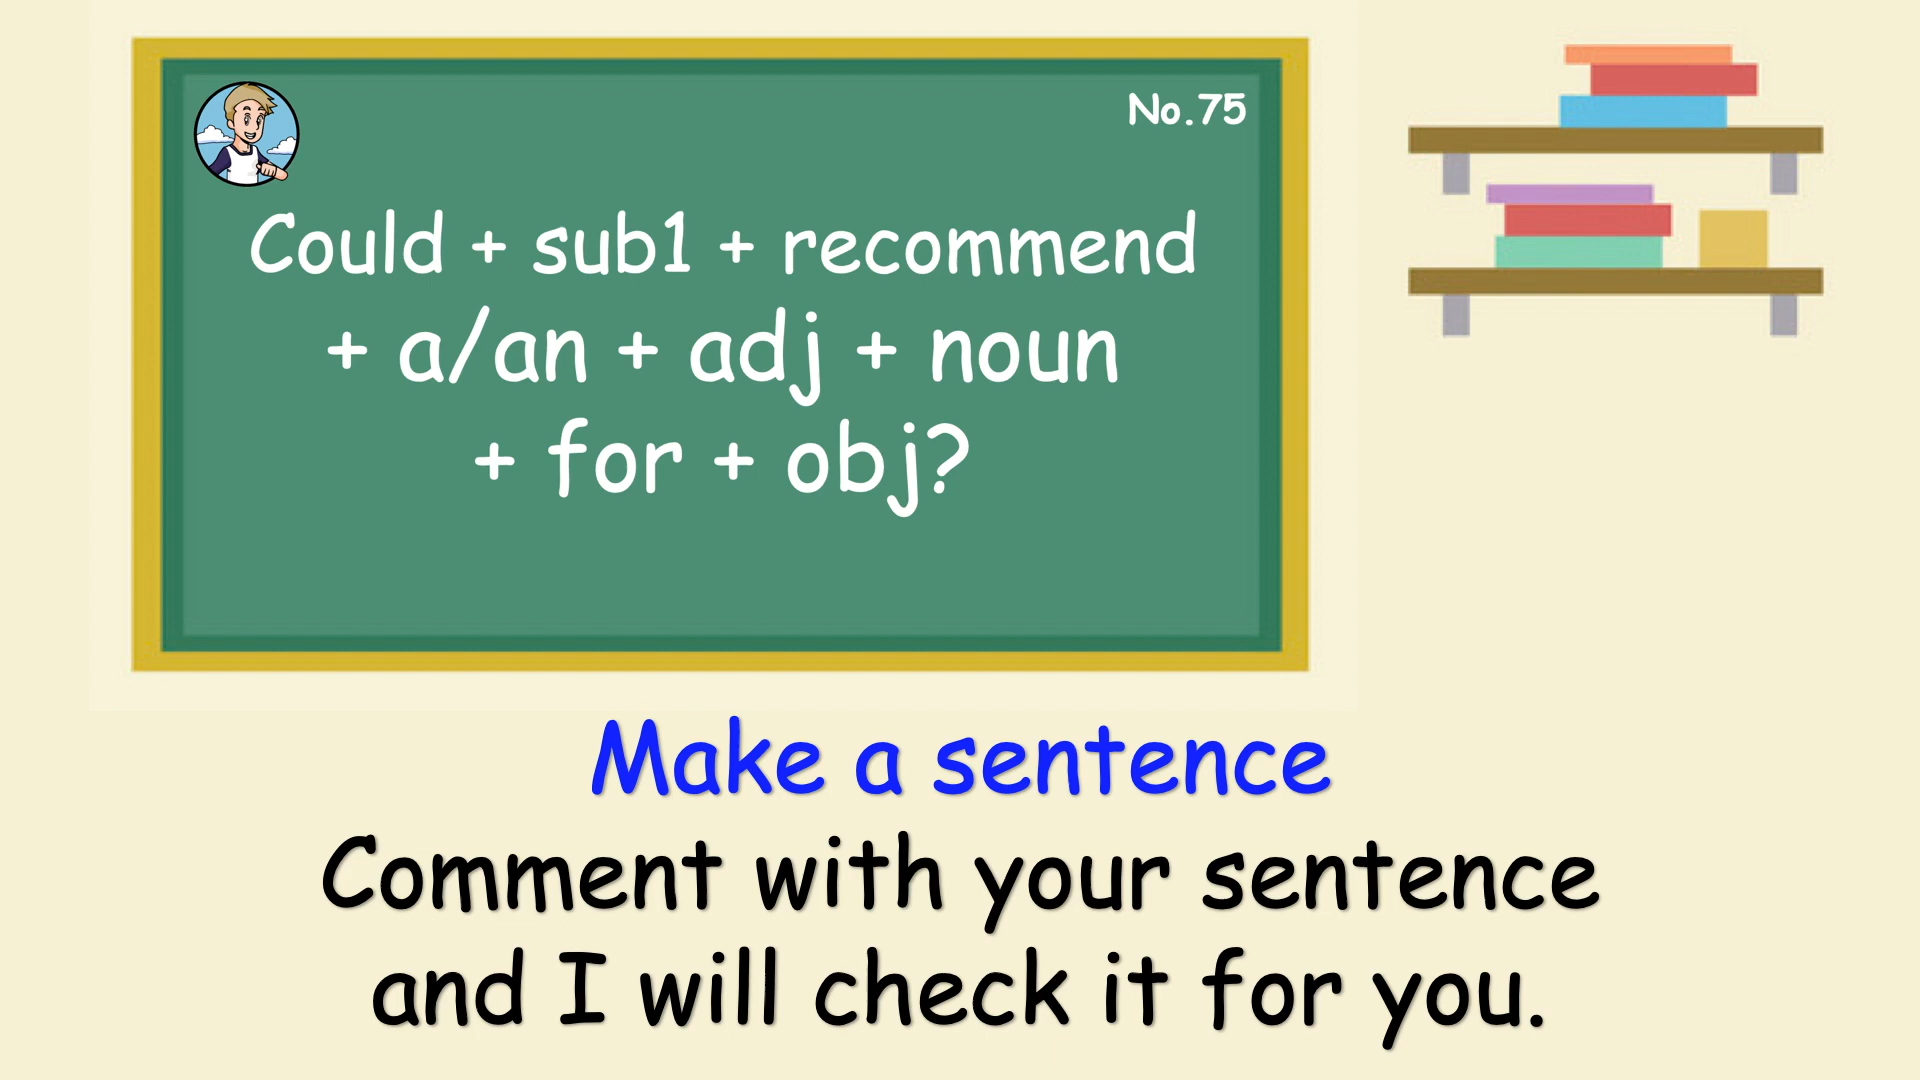 No.75
Could + sub1 + recommend
+ a/an + adj + noun
+ for + obj?
Make a sentence
Comment with your sentence
and I will check it for you.